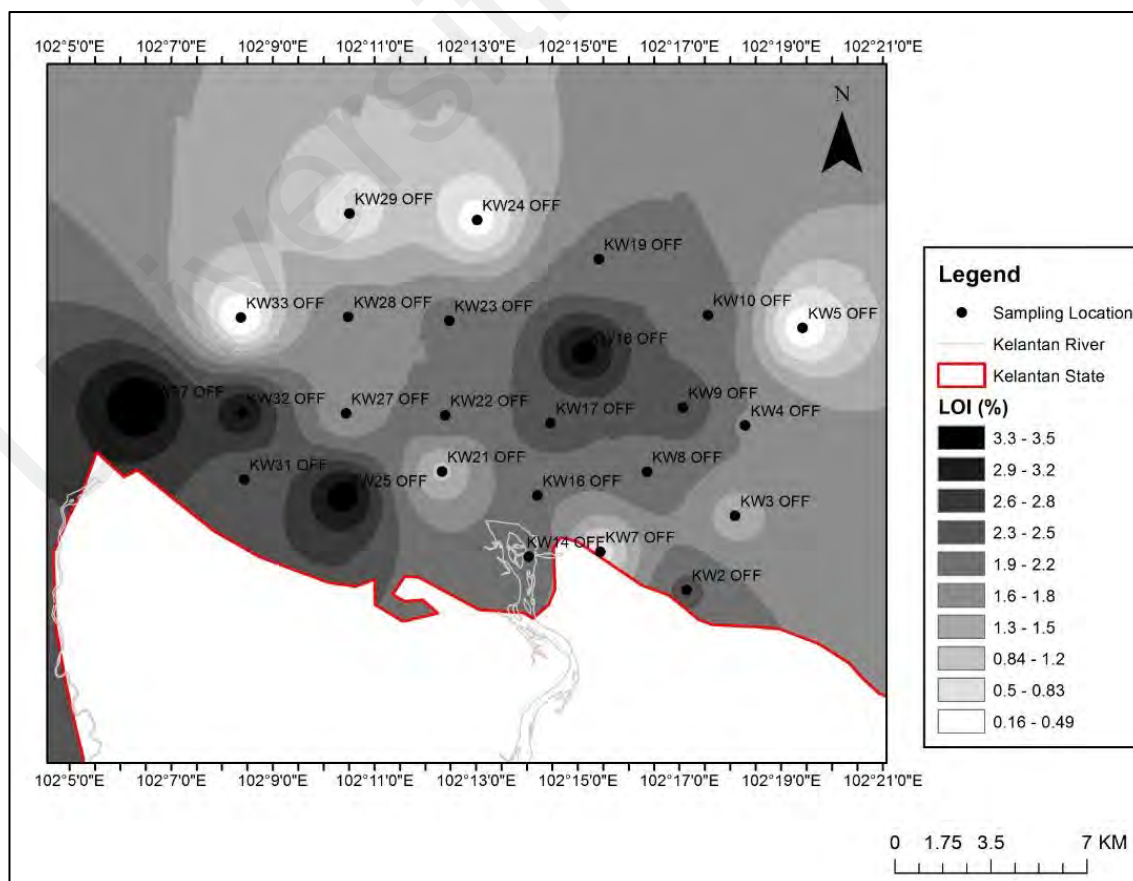 Universiti
102°5'0"E 102°7'0"E 102°9'0"E 102°11'0"E 102°13'0"E 102°15'0"E 102°17'0"E 102°19'0"E 102°21'0"E
N
KW29 OFF
KW24 OFF
KW19 OFF
KW33 OFF
KW28 OFF
KW23 OFF
KW10 OFF
KW5 OFF
KW18 OFF
OFF
KW32 OFF
KW27 OFF
KW22 OFF
KW17 OFF
KW9 OFF
KW4 OFF
KW31 OFF
KW25 OFF
KW21 OFF
KW16 OFF
KW8 OFF
KW3 OFF
KW14 OFF
KW7 OFF
KW2 OFF
102°5'0"E 102°7'0"E 102°9'0"E 102°11'0"E 102°13'0"E 102°15'0"E 102°17'0"E 102°19'0"E 102°21'0"E
Legend
Sampling Location
Kelantan River
Kelantan State
LOI (%)
3.3 - 3.5
2.9 - 3.2
2.6 - 2.8
2.3 - 2.5
1.9 - 2.2
1.6 - 1.8
1.3 - 1.5
0.84 - 1.2
0.5 - 0.83
0.16 - 0.49
0 1.75 3.5 7 KM